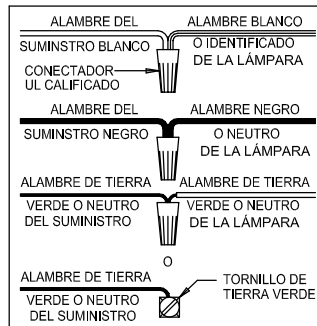 ALAMBRE DEL ALAMBRE BLANCO
SUMINSTRO BLANCO O IDENTIFICADO
DE LA LÁMPARA
CONECTADOR
UL CALIFICADO
ALAMBRE DEL ALAMBRE NEGRO
SUMINSTRO NEGRO O NEUTRO
DE LA LÁMPARA
ALAMBRE DE TIERRA ALAMBRE DE TIERRA
VERDE O NEUTRO VERDE O NEUTRO
DEL SUMINISTRO DE LA LÁMPARA
O
ALAMBRE DE TIERRA TORNILLO DE
VERDE O NEUTRO TIERRA VERDE
DEL SUMINISTRO